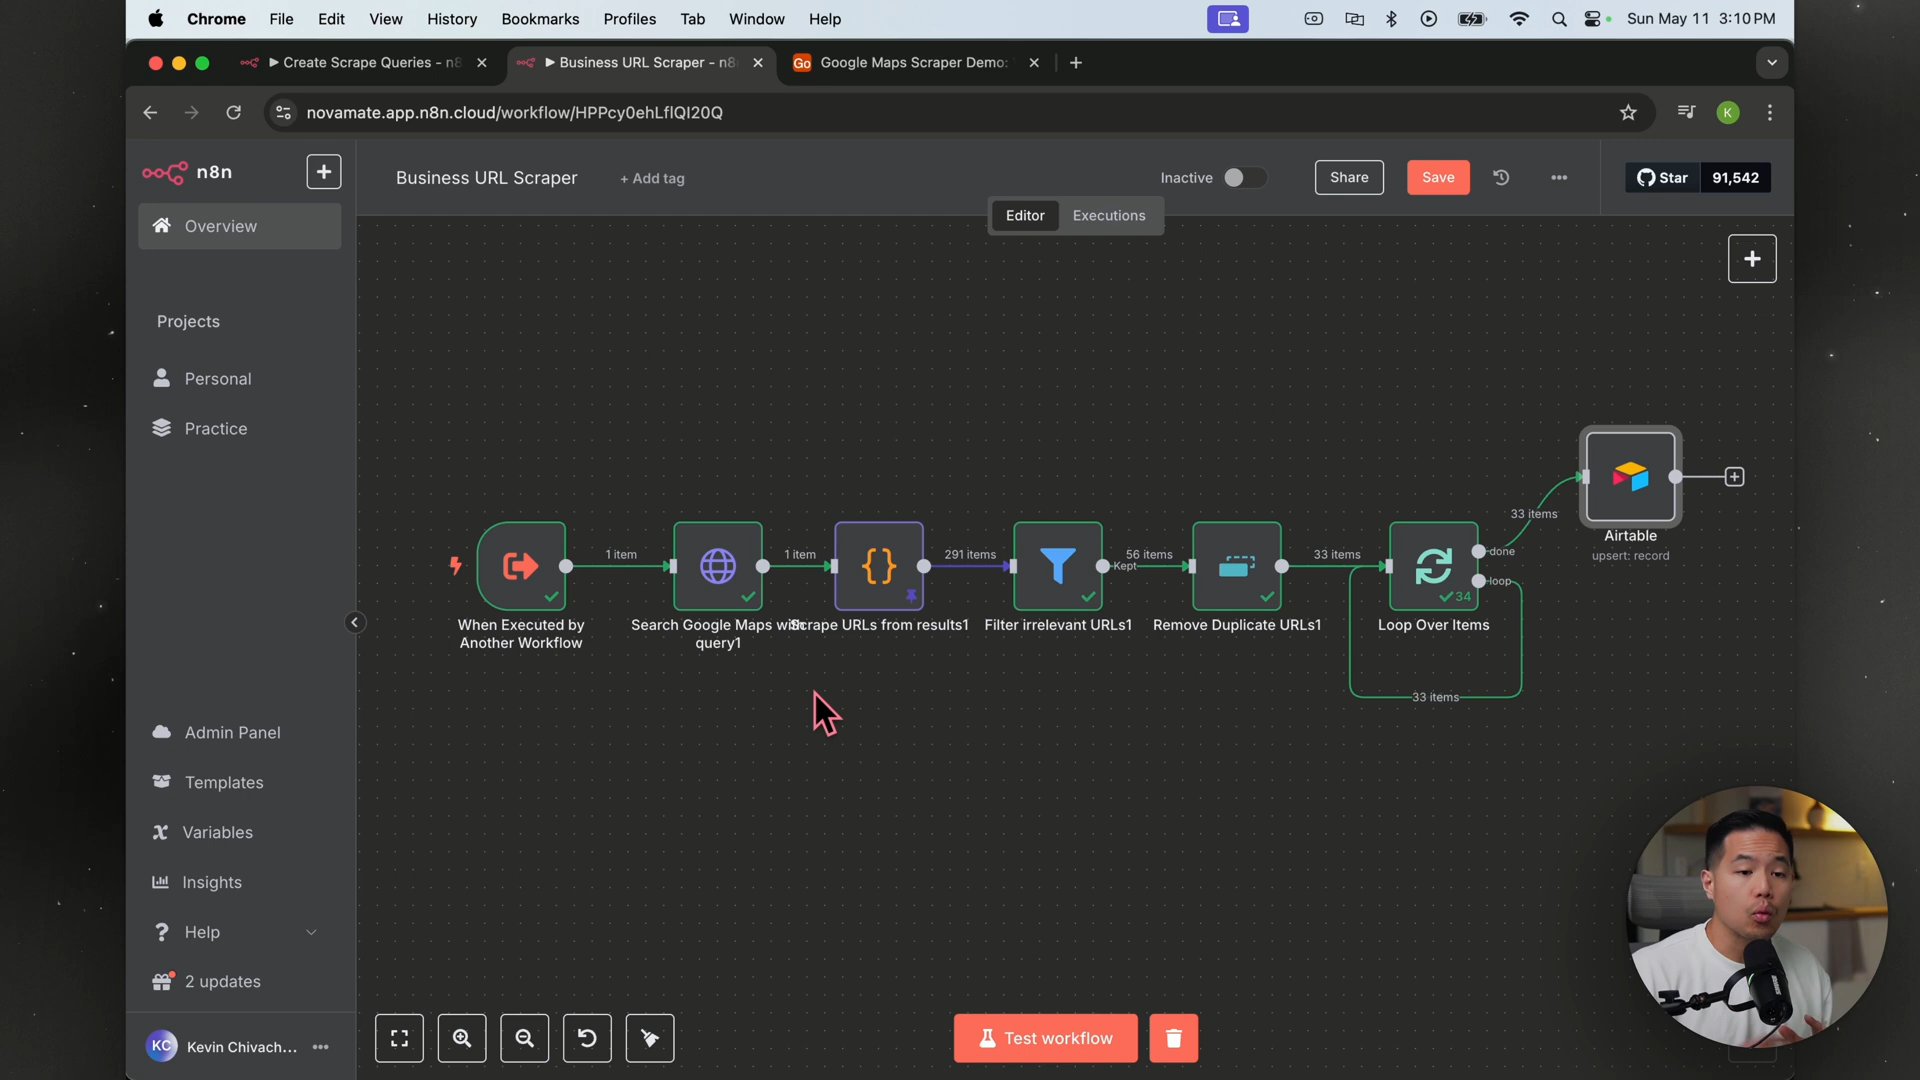 Chrome File Edit View History Bookmarks Profiles Tab Window Help Sun May 11 3:10 PM
Create Scrape Queries - n8 Business URL Scraper - n8 Google Maps Scraper Demo:
novamate.app.n8n.cloud/workflow/HPPcy0ehLflQI20Q K
n8n
Business URL Scraper + Add tag Inactive Share Save Star 91,542
Editor Executions
Overview
Projects
Personal
Practice
Admin Panel
Templates
Variables
Insights
Help
2 updates
KC Kevin Chivach...
33 items
Airtable
upsert: record
1 item 1 item 291 items 56 items 33 items done
Kept
loop
34
When Executed by
Another Workflow
Search Google Maps with
query1
Scrape URLs from results1
Filter irrelevant URLs1
Remove Duplicate URLs1
Loop Over Items
33 items
Test workflow